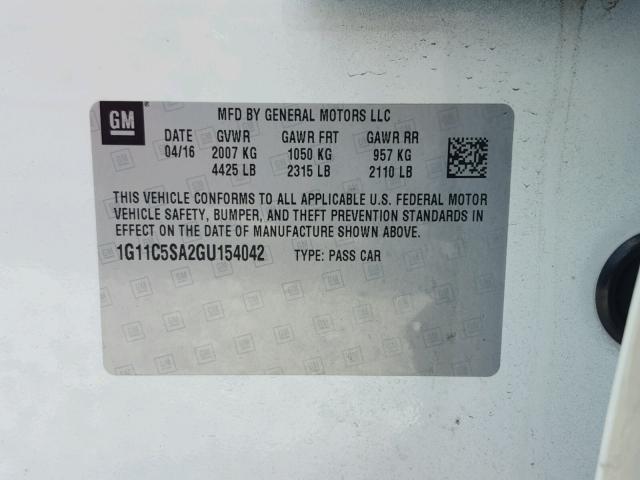 GM
MFD BY GENERAL MOTORS LLC
DATE GVWR GAWR FRT GAWR RR
04/16 2007 KG 1050 KG 957 KG
4425 LB 2315 LB 2110 LB
THIS VEHICLE CONFORMS TO ALL APPLICABLE U.S. FEDERAL MOTOR
VEHICLE SAFETY, BUMPER, AND THEFT PREVENTION STANDARDS IN
EFFECT ON THE DATE OF MANUFACTURE SHOWN ABOVE.
1G11C5SA2GU154042 TYPE: PASS CAR